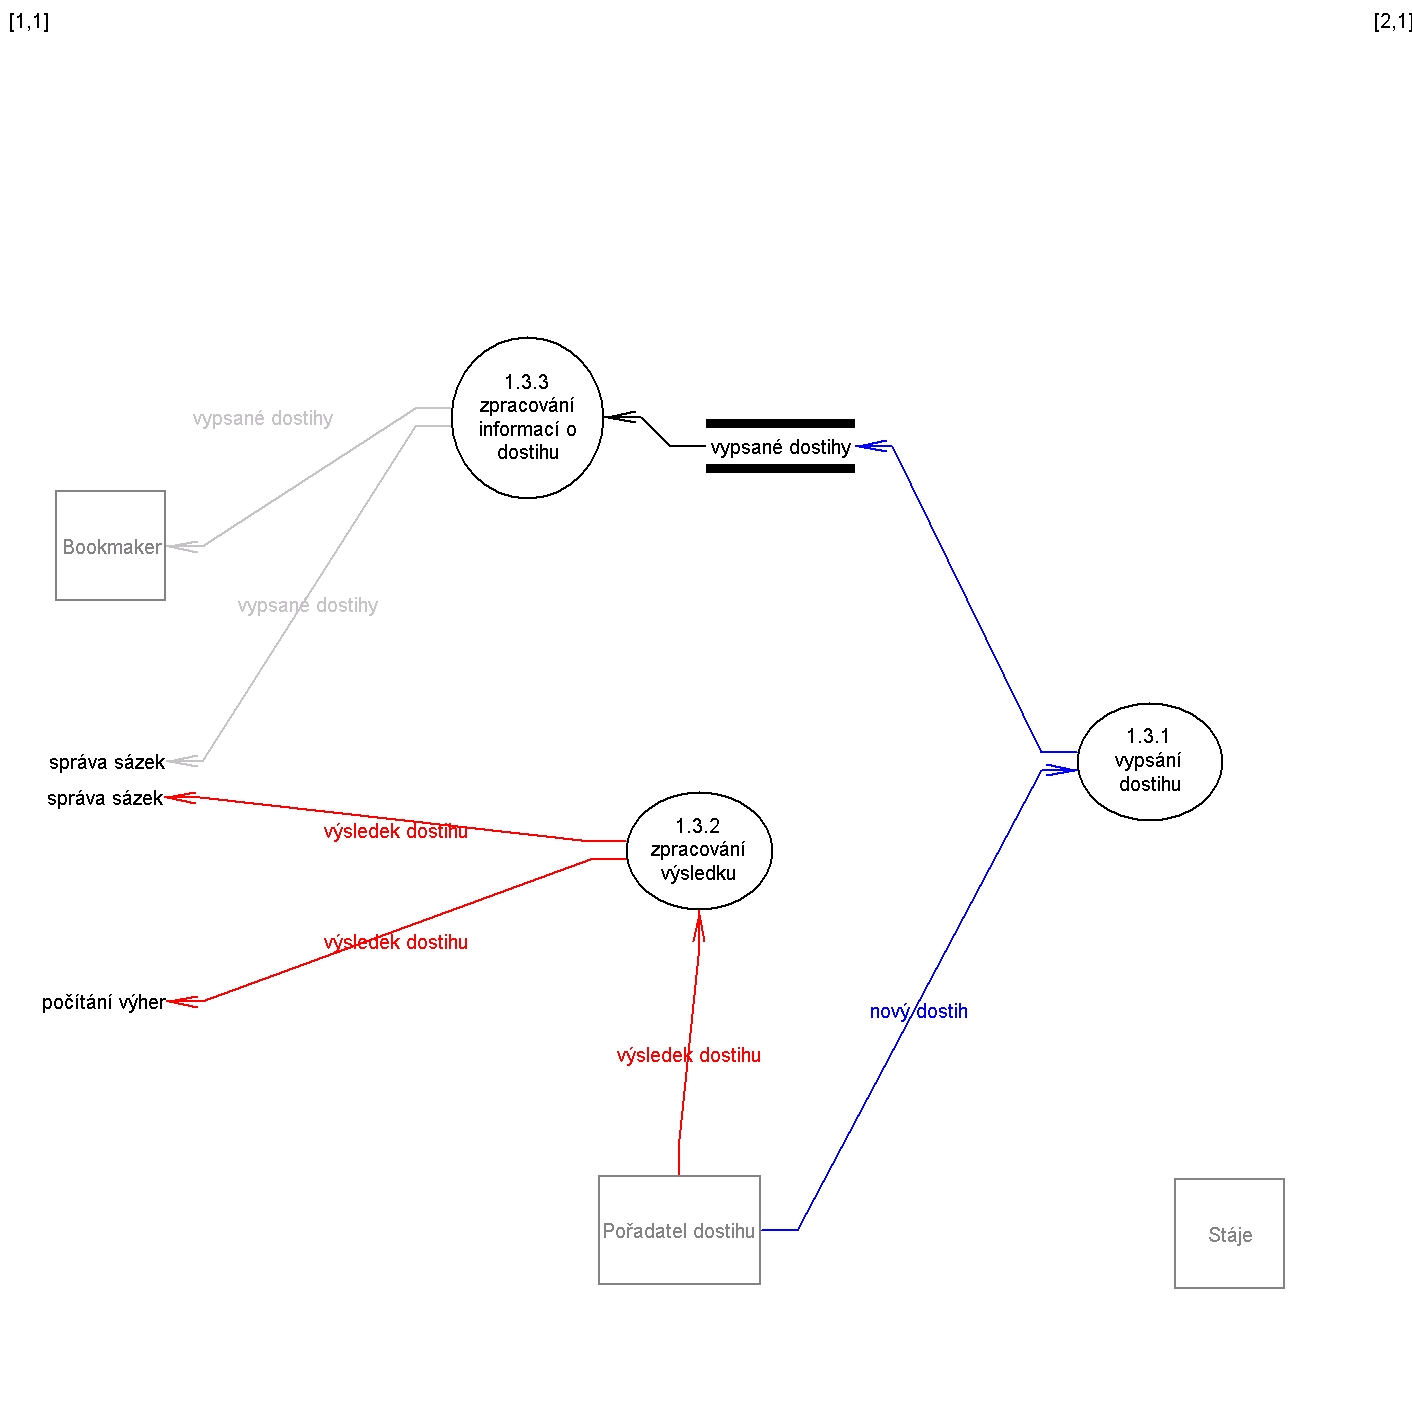 [1,1]
[2,1]
1.3.3
zpracování
informací o
dostihu
vypsané dostihy
vypsané dostihy
Bookmaker
vypsané dostihy
1.3.1
vypsání
dostihu
správa sázek
správa sázek
výsledek dostihu
1.3.2
zpracování
výsledku
výsledek dostihu
počítání výher
nový dostih
výsledek dostihu
Pořadatel dostihu
Stáje